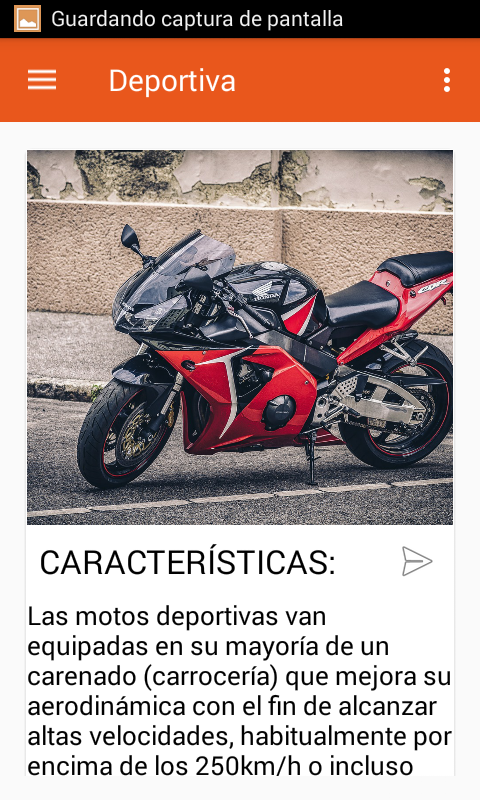 Guardando captura de pantalla
Deportiva
HONDA
CBR
CARACTERÍSTICAS:
Las motos deportivas van
equipadas en su mayoría de un
carenado (carrocería) que mejora su
aerodinámica con el fin de alcanzar
altas velocidades, habitualmente por
encima de los 250km/h o incluso